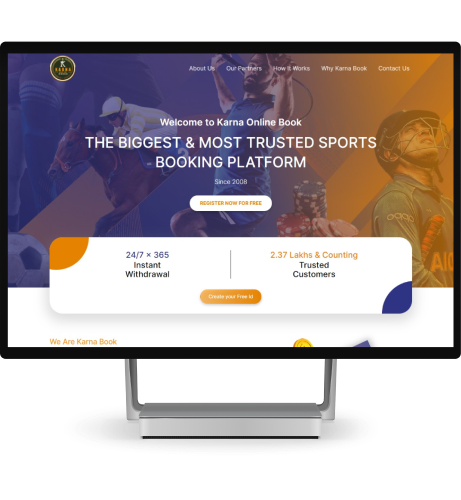 KARNA
About Us Our Partners How It Works Why Karna Book Contact Us
Welcome to Karna Online Book
THE BIGGEST & MOST TRUSTED SPORTS
BOOKING PLATFORM
Since 2008
REGISTER NOW FOR FREE
24/7 × 365
Instant
Withdrawal
2.37 Lakhs & Counting
Trusted
Customers
Create your Free Id
We Are Karna Book